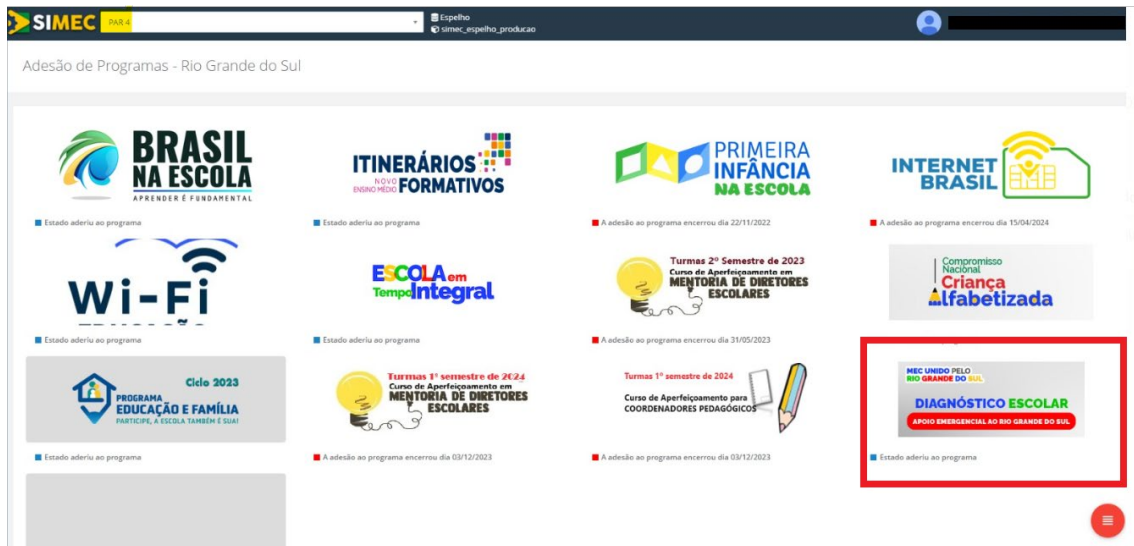 SIMEC PAR 4
Espelho
simec_espelho_producao
Adesão de Programas - Rio Grande do Sul
BRASIL
NA ESCOLA
APRENDER É FUNDAMENTAL
Estado aderiu ao programa
ITINERÁRIOS
NOVO
ENSINO MÉDIO FORMATIVOS
Estado aderiu ao programa
PRIMEIRA
INFÂNCIA
NA ESCOLA
A adesão ao programa encerrou dia 22/11/2022
INTERNET
BRASIL
A adesão ao programa encerrou dia 15/04/2024
Wi-Fi
Estado aderiu ao programa
ESCOLA em
Tempo Integral
Estado aderiu ao programa
Turmas 2º Semestre de 2023
Curso de Aperfeiçoamento em
MENTORIA DE DIRETORES
ESCOLARES
A adesão ao programa encerrou dia 31/05/2023
Compromisso
Nacional
Criança
Alfabetizada
Ciclo 2023
PROGRAMA
EDUCAÇÃO E FAMÍLIA
PARTICIPE, A ESCOLA TAMBÉM É SUA!
Estado aderiu ao programa
Turmas 1º semestre de 2024
Curso de Aperfeiçoamento em
MENTORIA DE DIRETORES
ESCOLARES
A adesão ao programa encerrou dia 03/12/2023
Turmas 1º semestre de 2024
Curso de Aperfeiçoamento para
COORDENADORES PEDAGÓGICOS
A adesão ao programa encerrou dia 03/12/2023
MEC UNIDO PELO
RIO GRANDE DO SUL
DIAGNÓSTICO ESCOLAR
APOIO EMERGENCIAL AO RIO GRANDE DO SUL
Estado aderiu ao programa